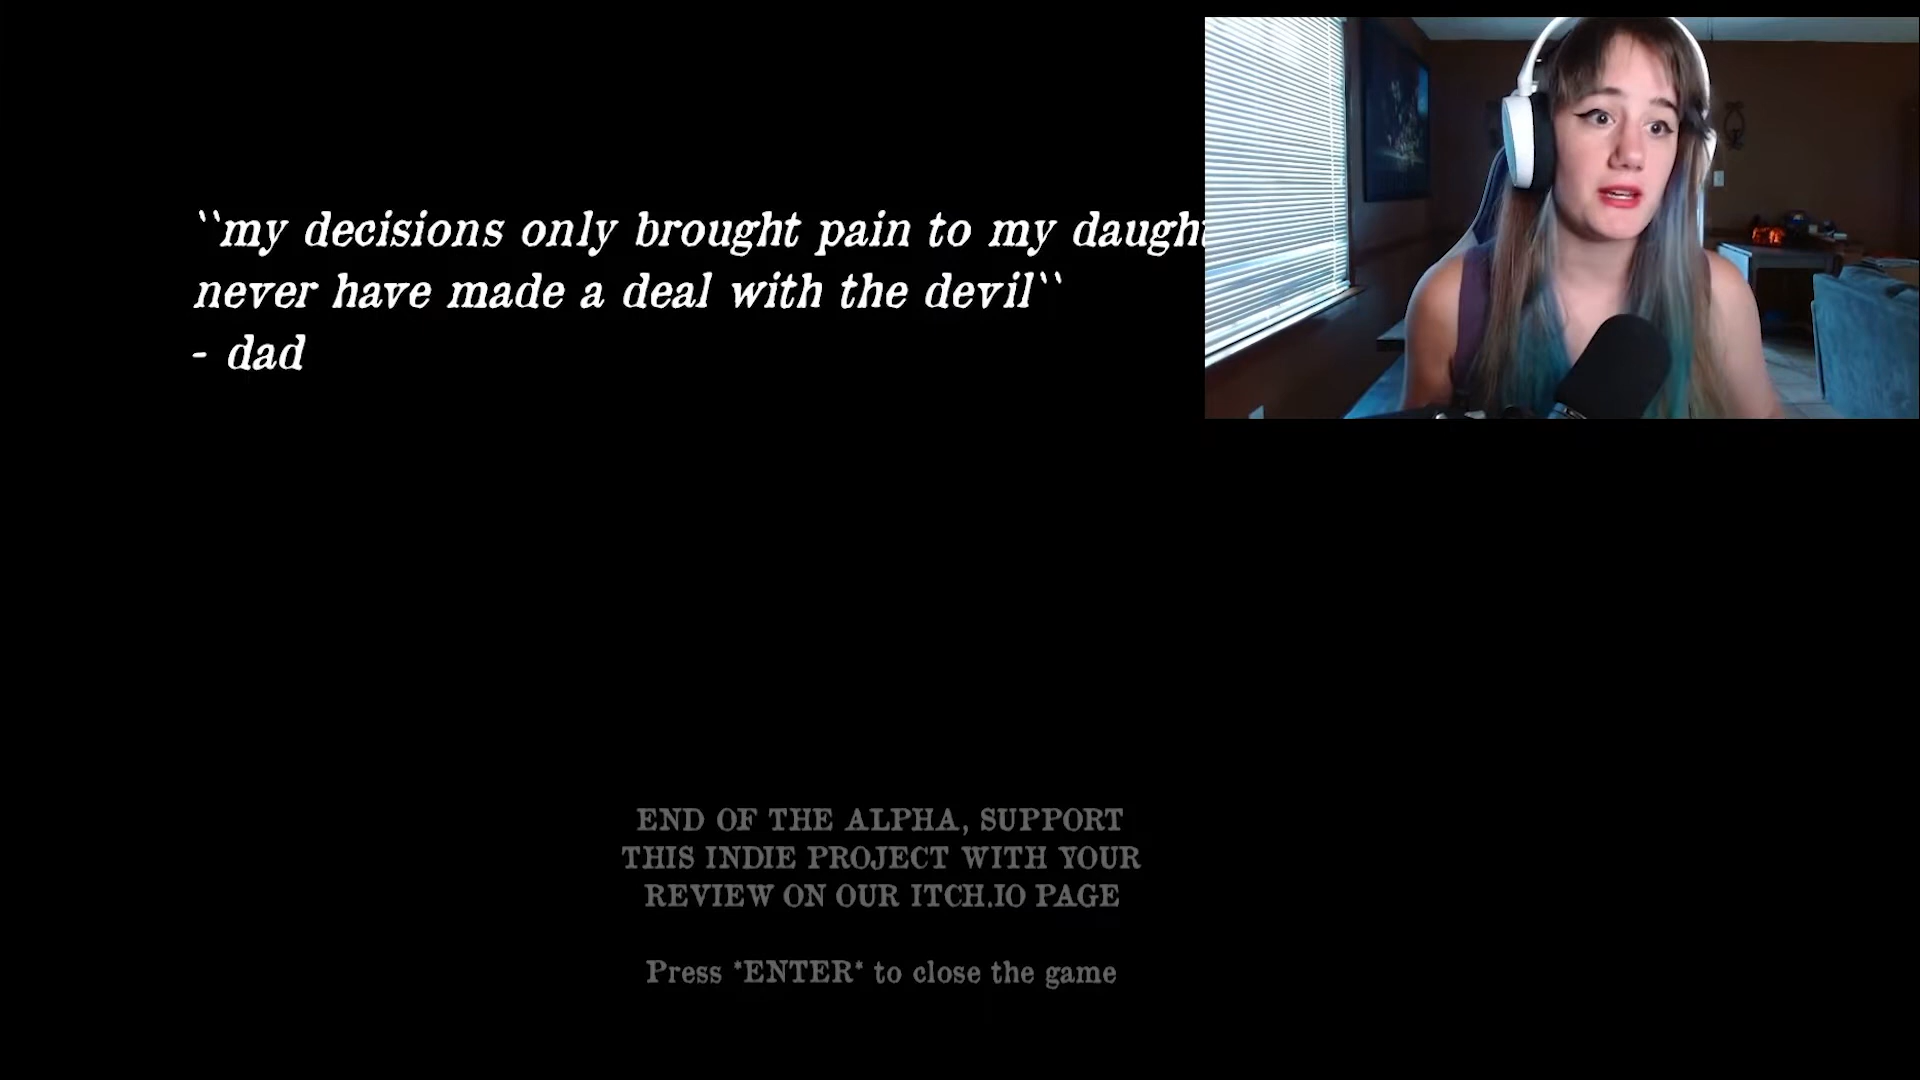 ``my decisions only brought pain to my
never have made a deal with the devil``
- dad
END OF THE ALPHA, SUPPORT
THIS INDIE PROJECT WITH YOUR
REVIEW ON OUR ITCH.IO PAGE
Press *ENTER* to close the game